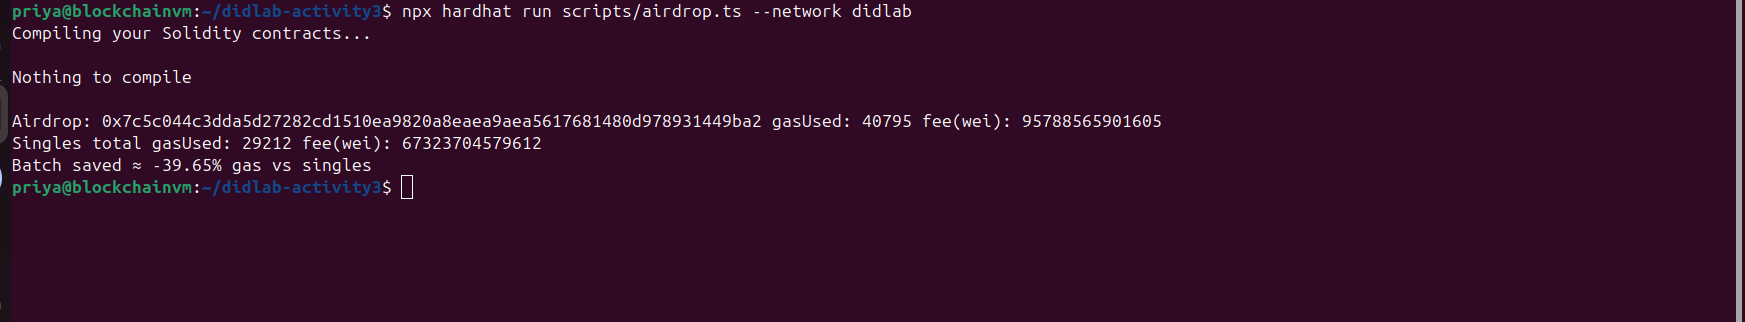 priya@blockchainvm:~/didlab-activity3$ npx hardhat run scripts/airdrop.ts --network didlab
Compiling your Solidity contracts...
Nothing to compile
Airdrop: 0x7c5c044c3dda5d27282cd1510ea9820a8eaea9aea5617681480d978931449ba2 gasUsed: 40795 fee(wei): 95788565901605
Singles total gasUsed: 29212 fee(wei): 67323704579612
Batch saved ≈ -39.65% gas vs singles
priya@blockchainvm:~/didlab-activity3$